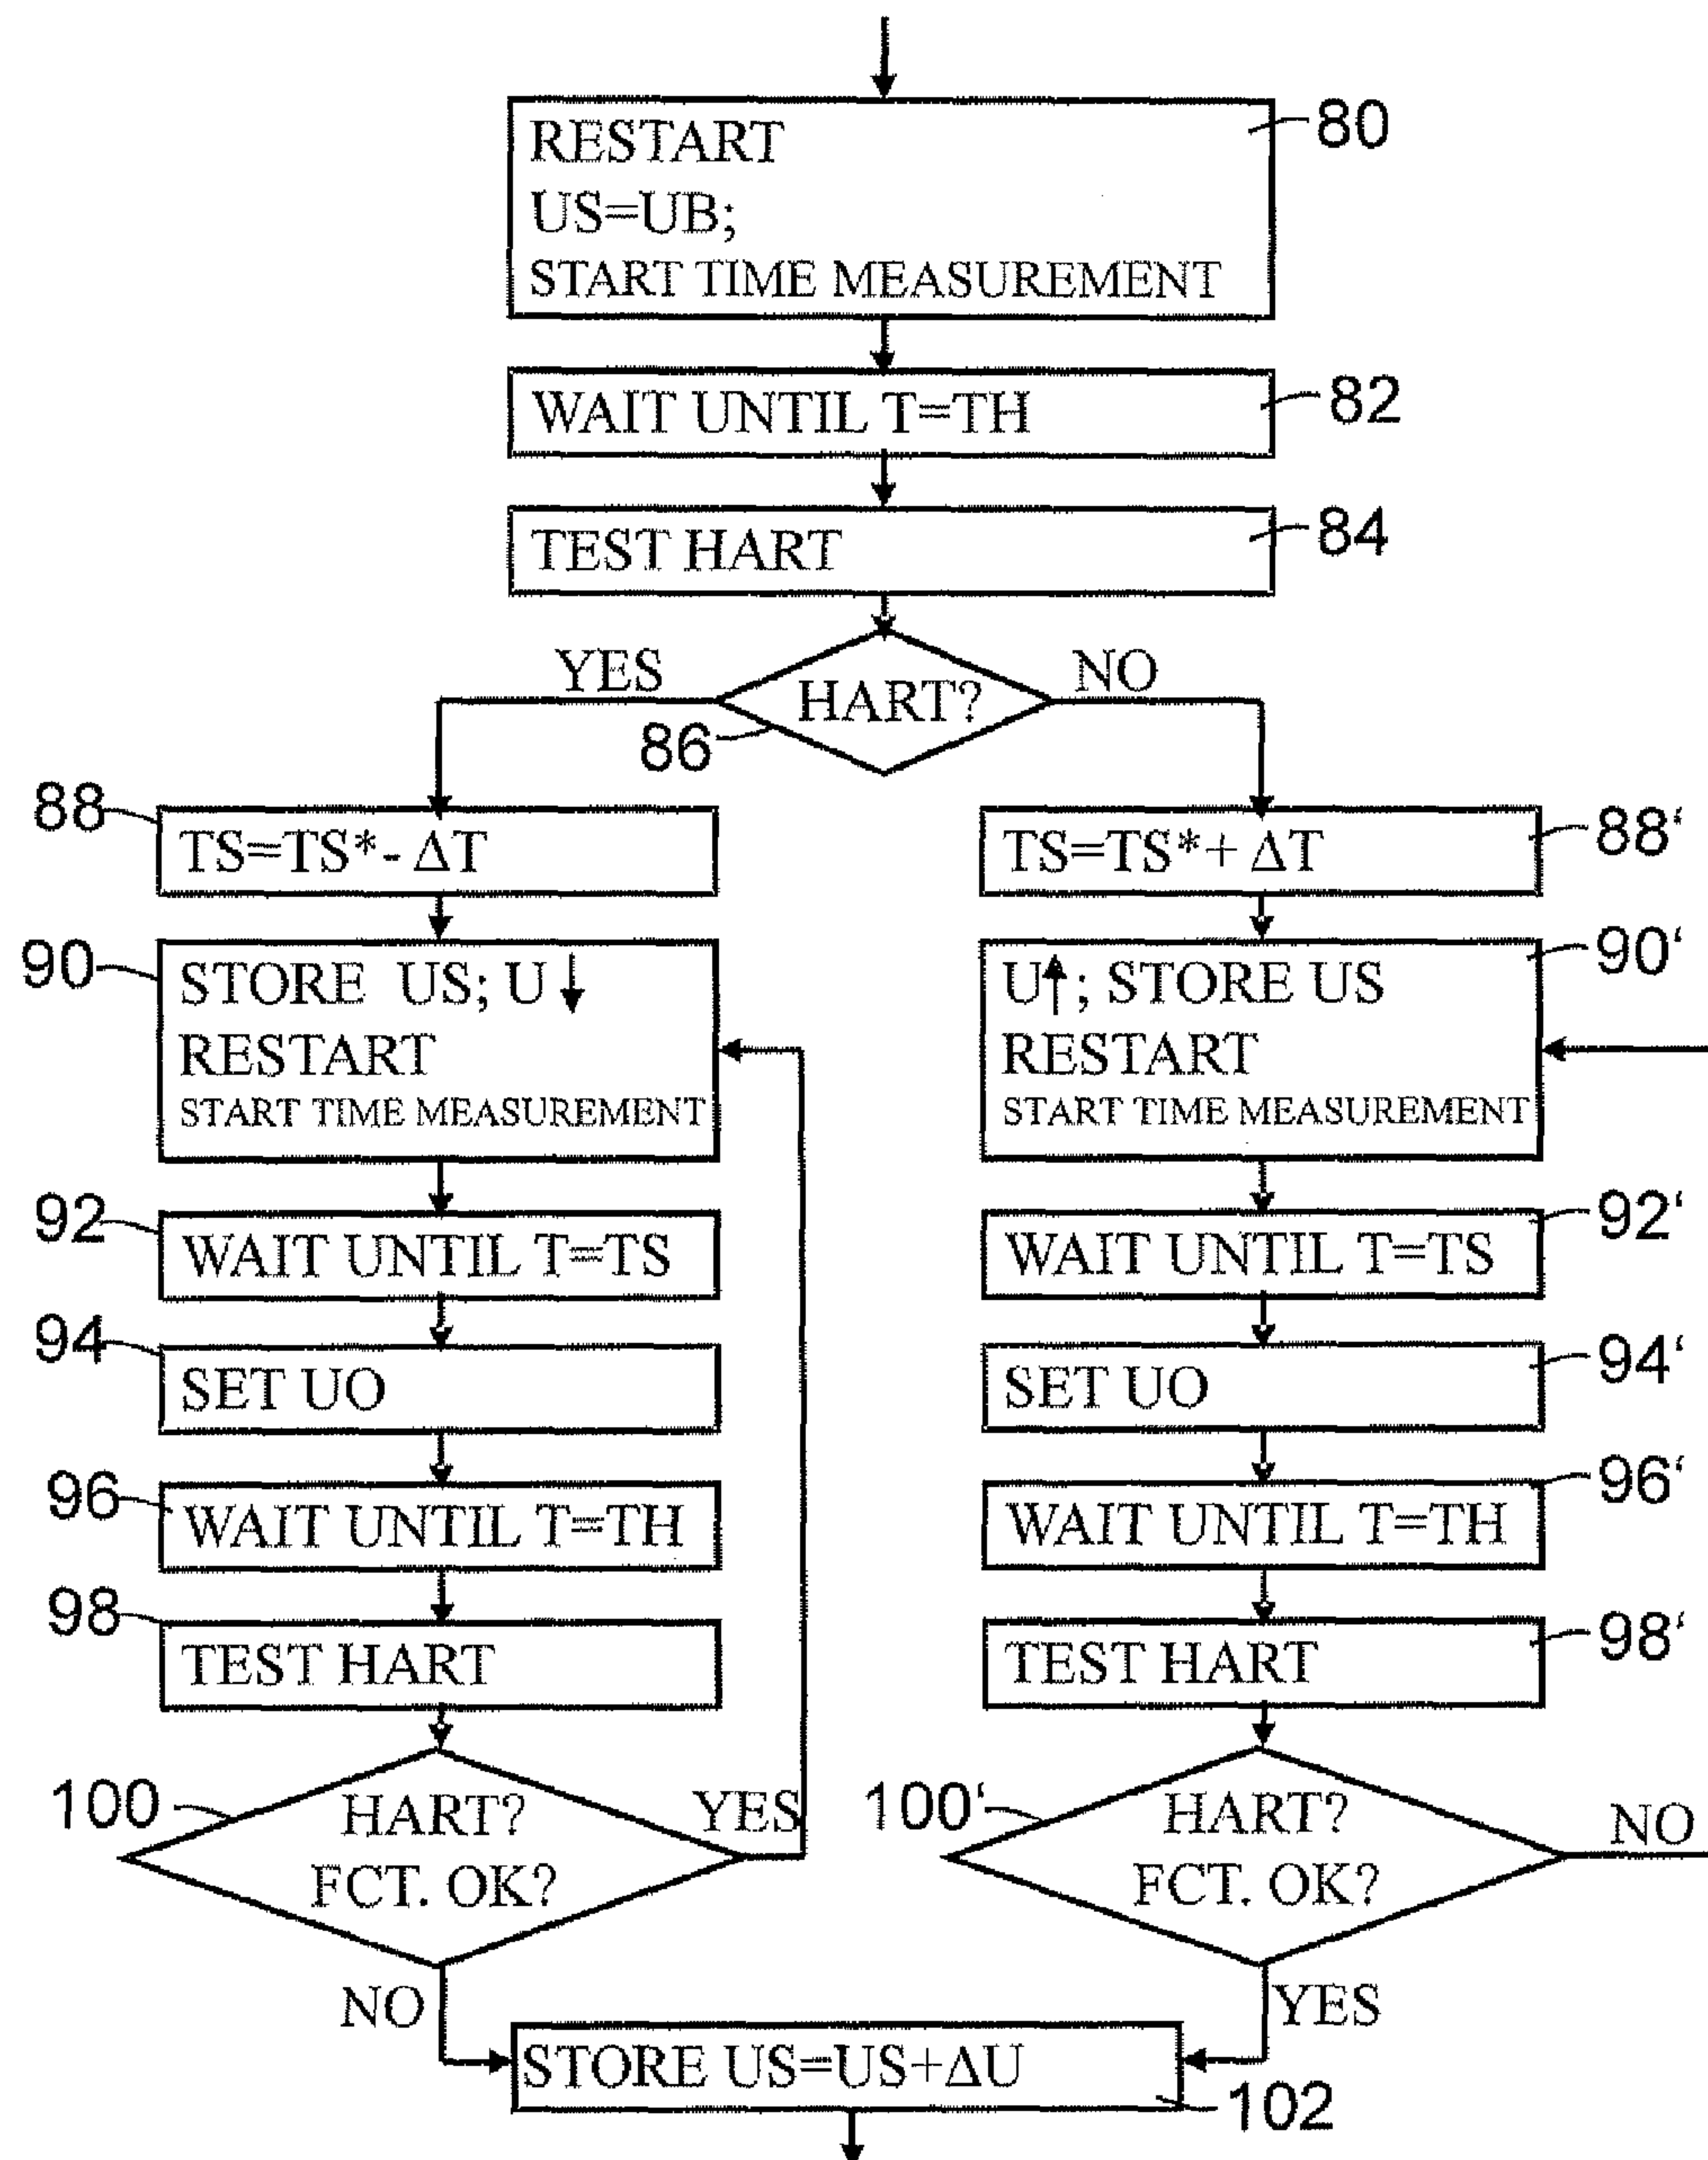 RESTART
US=UB;
START TIME MEASUREMENT
80
WAIT UNTIL T=TH
82
TEST HART
84
YES
HART?
NO
86
88
TS=TS*- ΔT
TS=TS*+ ΔT
88‘
90
STORE US; U↓
RESTART
START TIME MEASUREMENT
U↑; STORE US
RESTART
START TIME MEASUREMENT
90‘
92
WAIT UNTIL T=TS
WAIT UNTIL T=TS
92‘
94
SET UO
SET UO
94‘
96
WAIT UNTIL T=TH
WAIT UNTIL T=TH
96‘
98
TEST HART
TEST HART
98‘
100
HART?
FCT. OK?
YES
100‘
HART?
FCT. OK?
NO
NO
YES
STORE US=US+ΔU
102